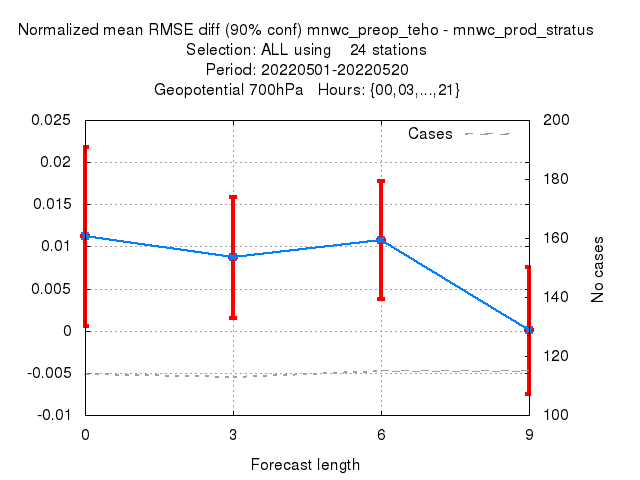 Normalized mean RMSE diff (90% conf) mnwc_preop_teho - mnwc_prod_stratus
Selection: ALL using    24 stations
Period: 20220501-20220520
Geopotential 700hPa   Hours: {00,03,...,21}
Cases
0.025
0.02
0.015
0.01
0.005
0
-0.005
-0.01
200
180
160
140
120
100
No cases
0 3 6 9
Forecast length